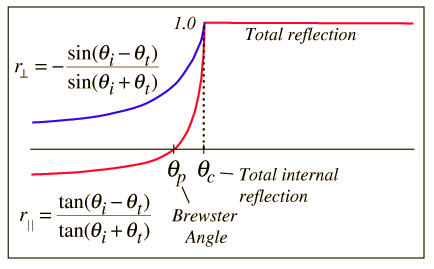 1.0
Total reflection
r⊥ = − sin(θi − θt) / sin(θi + θt)
θp θc Total internal
reflection
r|| = tan(θi − θt) / tan(θi + θt)
Brewster
Angle